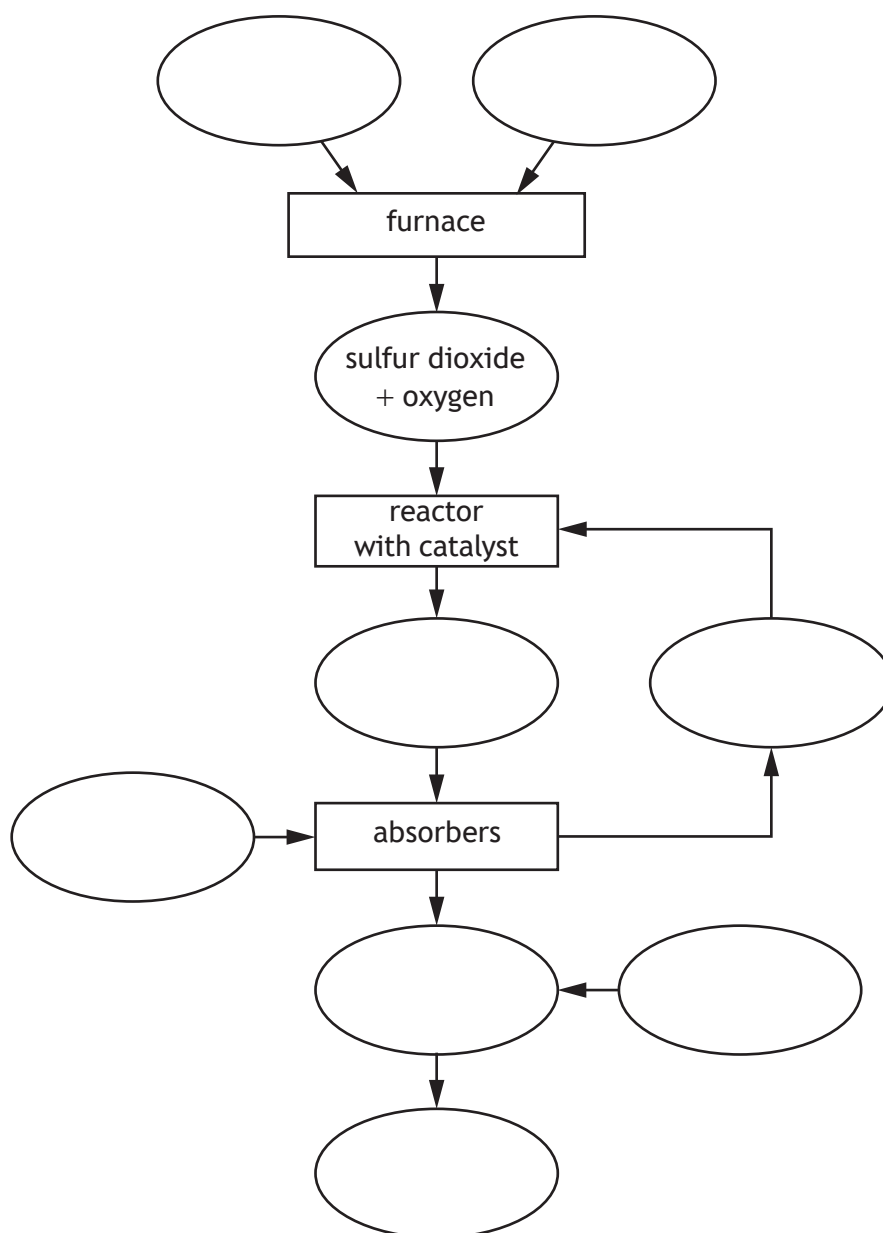 furnace
sulfur dioxide
+ oxygen
reactor
with catalyst
absorbers